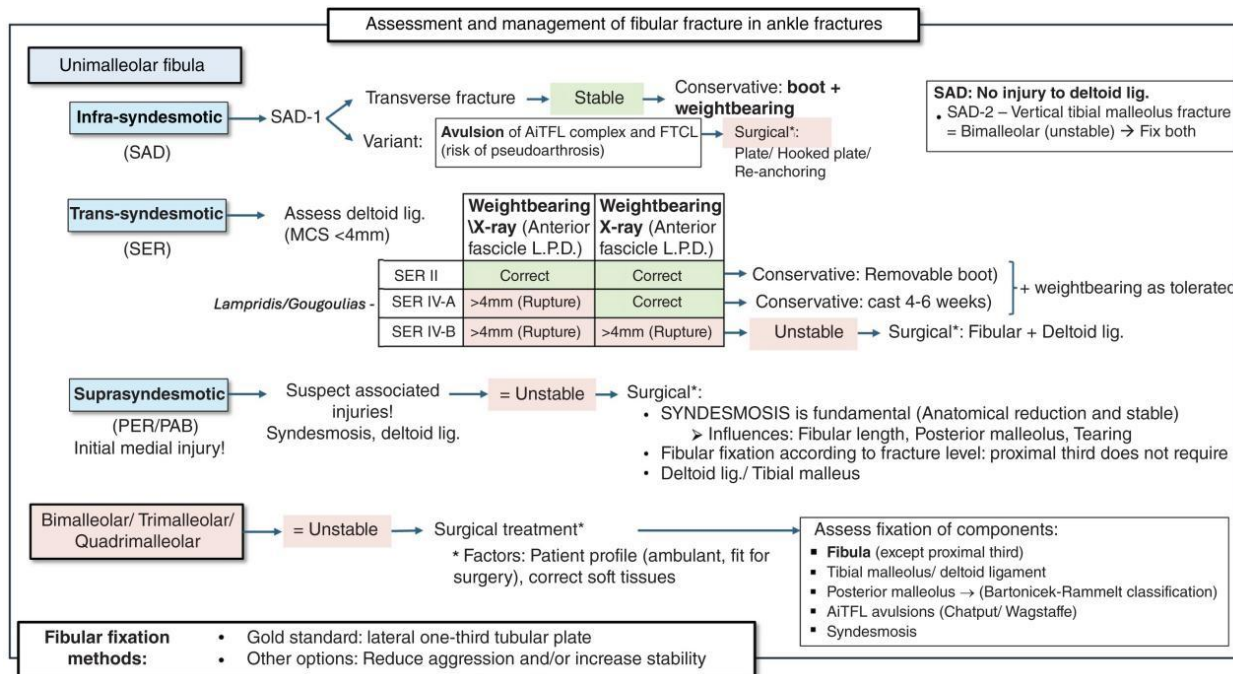 Assessment and management of fibular fracture in ankle fractures
Unimalleolar fibula
Infra-syndesmotic
(SAD)
SAD-1
Transverse fracture
Stable
Conservative: boot +
weightbearing
Variant:
Avulsion of AiTFL complex and FTCL
(risk of pseudoarthrosis)
Surgical*:
Plate/ Hooked plate/
Re-anchoring
SAD: No injury to deltoid lig.
• SAD-2 – Vertical tibial malleolus fracture
= Bimalleolar (unstable) → Fix both
Trans-syndesmotic
(SER)
Assess deltoid lig.
(MCS <4mm)
Weightbearing
\X-ray (Anterior
fascicle L.P.D.)
Weightbearing
X-ray (Anterior
fascicle L.P.D.)
Lampridis/Gougoulias -
SER II Correct Correct
Conservative: Removable boot)
SER IV-A >4mm (Rupture) Correct
Conservative: cast 4-6 weeks)
+ weightbearing as tolerated
SER IV-B >4mm (Rupture) >4mm (Rupture)
Unstable
Surgical*: Fibular + Deltoid lig.
Suprasyndesmotic
(PER/PAB)
Initial medial injury!
Suspect associated
injuries!
Syndesmosis, deltoid lig.
= Unstable
Surgical*:
• SYNDESMOSIS is fundamental (Anatomical reduction and stable)
➢ Influences: Fibular length, Posterior malleolus, Tearing
• Fibular fixation according to fracture level: proximal third does not require
• Deltoid lig./ Tibial malleus
Bimalleolar/ Trimalleolar/
Quadrimalleolar
= Unstable
Surgical treatment*
* Factors: Patient profile (ambulant, fit for
surgery), correct soft tissues
Assess fixation of components:
▪ Fibula (except proximal third)
▪ Tibial malleolus/ deltoid ligament
▪ Posterior malleolus → (Bartonicek-Rammelt classification)
▪ AiTFL avulsions (Chatput/ Wagstaffe)
▪ Syndesmosis
Fibular fixation
methods:
• Gold standard: lateral one-third tubular plate
• Other options: Reduce aggression and/or increase stability